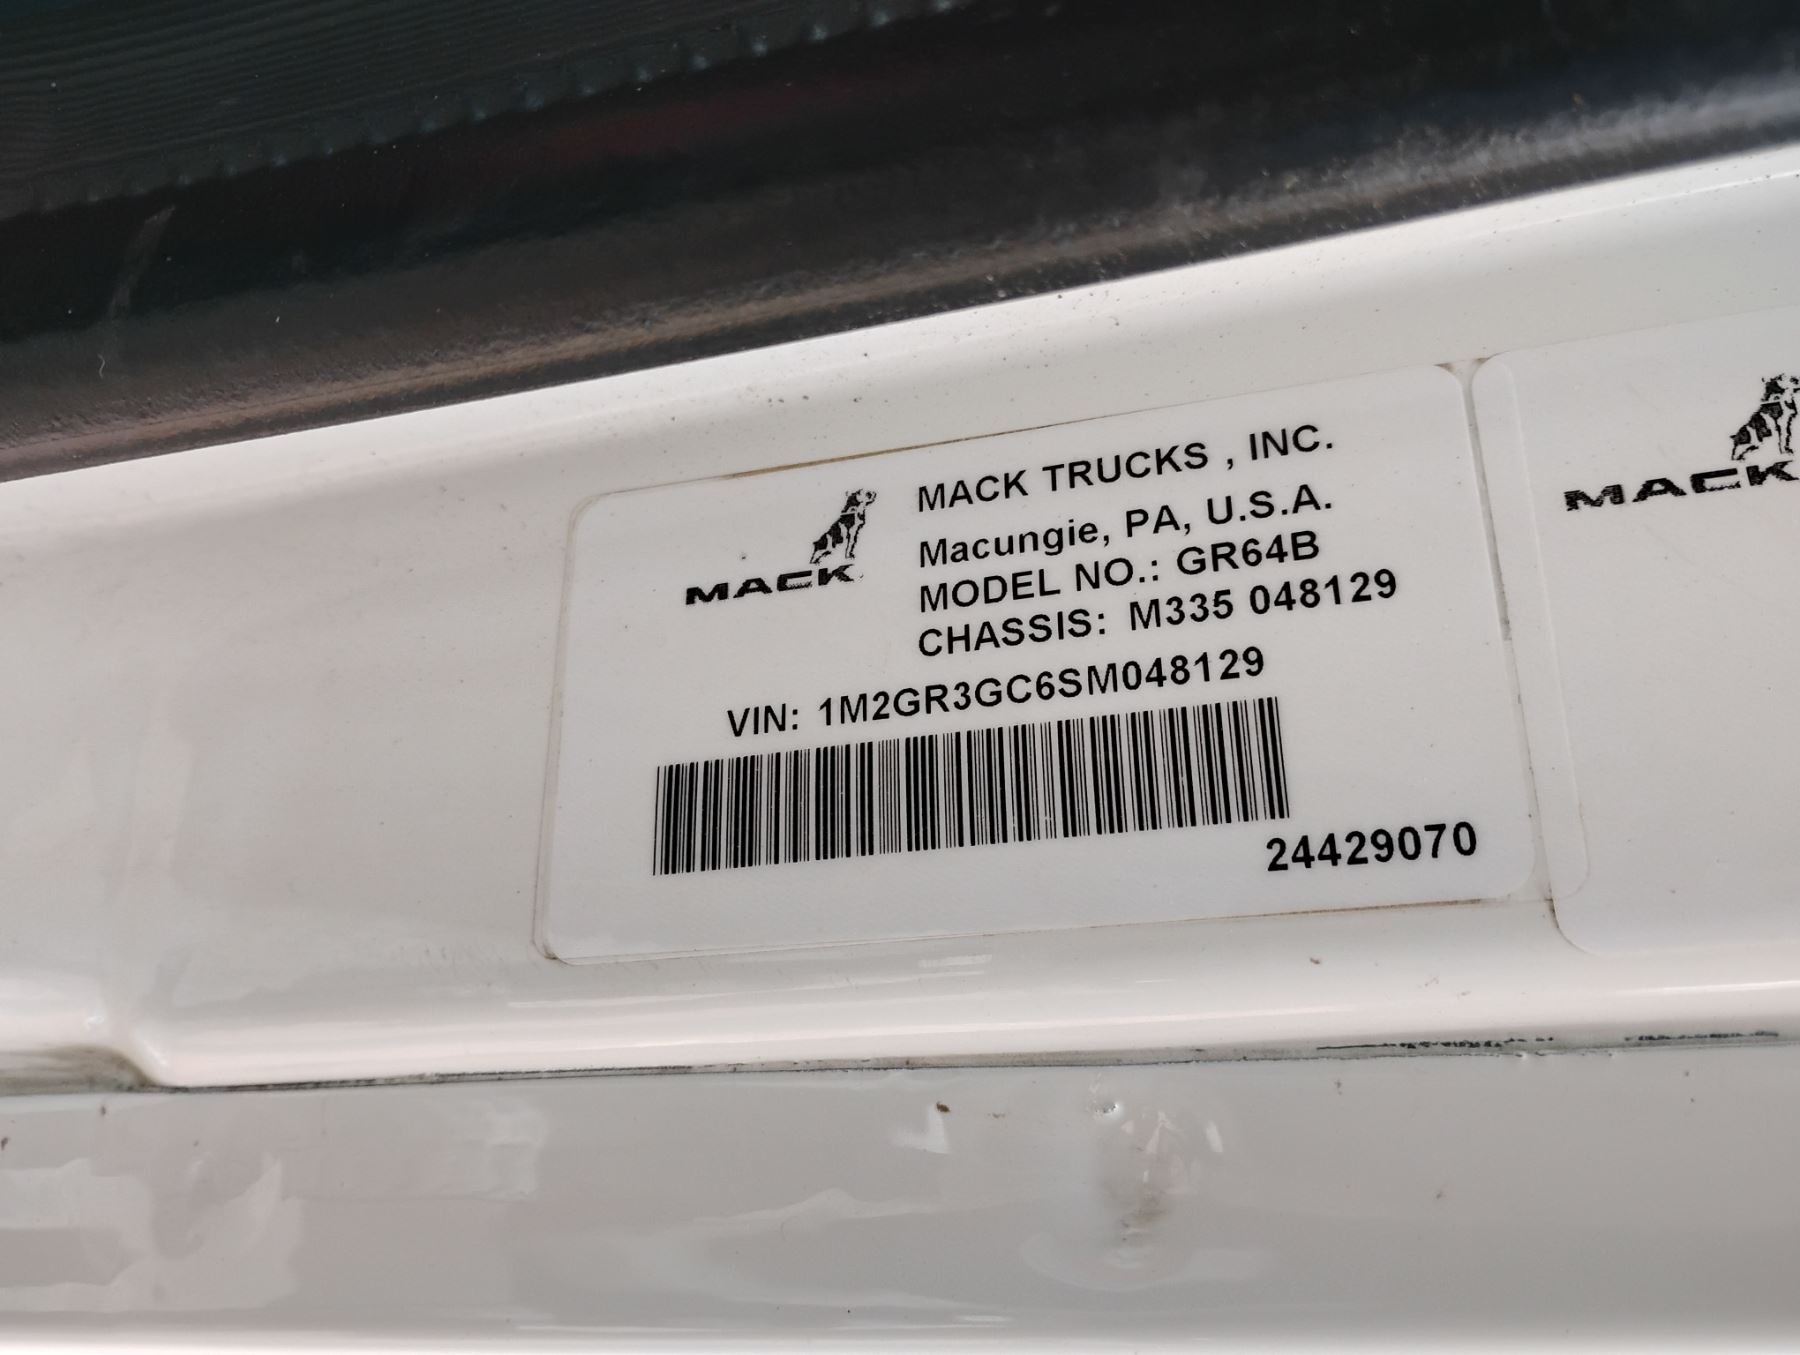 MACK
MACK TRUCKS , INC.
Macungie, PA, U.S.A.
MODEL NO.: GR64B
CHASSIS: M335 048129
VIN: 1M2GR3GC6SM048129
24429070
MACK